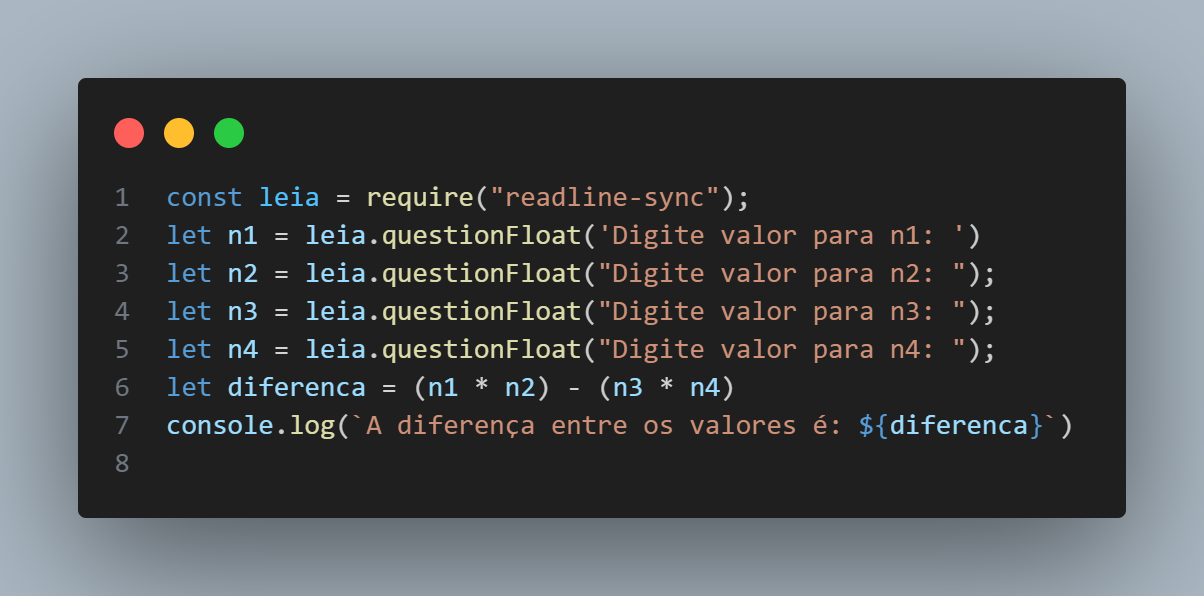 1 const leia = require("readline-sync");
2 let n1 = leia.questionFloat('Digite valor para n1: ')
3 let n2 = leia.questionFloat("Digite valor para n2: ");
4 let n3 = leia.questionFloat("Digite valor para n3: ");
5 let n4 = leia.questionFloat("Digite valor para n4: ");
6 let diferenca = (n1 * n2) - (n3 * n4)
7 console.log(`A diferença entre os valores é: ${diferenca}`)
8